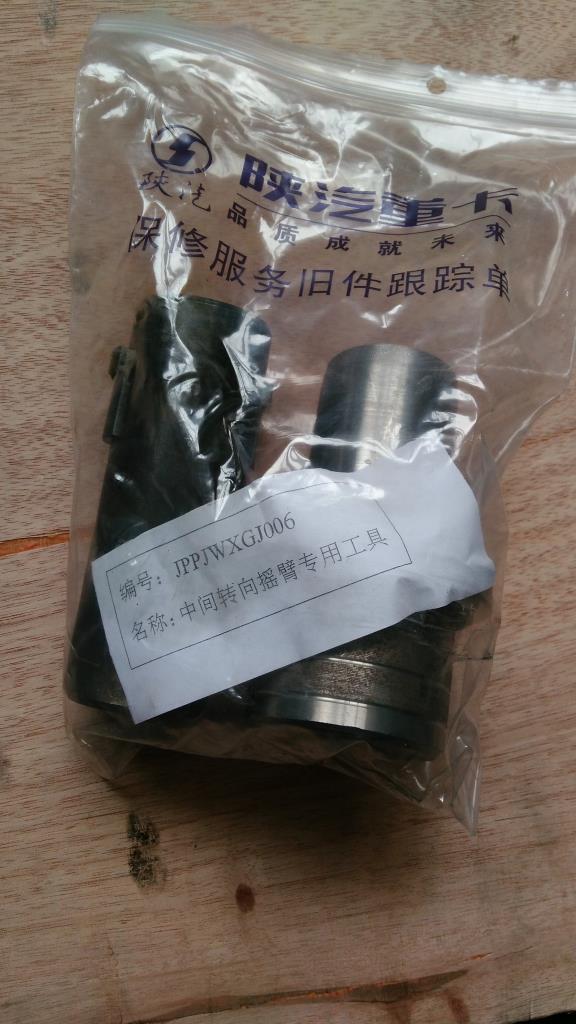 陕汽
陕汽重卡
品质成就未来
保修服务旧件跟踪单
编号：JPPJWXGJ006
名称：中间转向摇臂专用工具